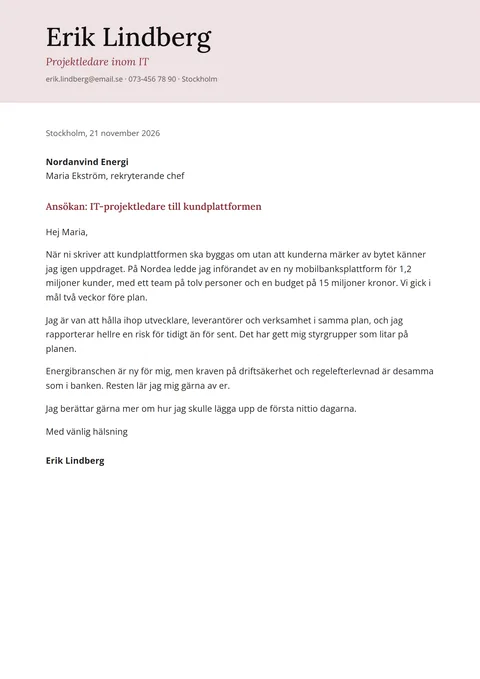 Erik Lindberg
Projektledare inom IT
erik.lindberg@email.se · 073-456 78 90 · Stockholm
Stockholm, 21 november 2026
Nordanvind Energi
Maria Ekström, rekryterande chef
Ansökan: IT-projektledare till kundplattformen
Hej Maria,
När ni skriver att kundplattformen ska byggas om utan att kunderna märker av bytet känner
jag igen uppdraget. På Nordea ledde jag införandet av en ny mobilbanksplattform för 1,2
miljoner kunder, med ett team på tolv personer och en budget på 15 miljoner kronor. Vi gick i
mål två veckor före plan.
Jag är van att hålla ihop utvecklare, leverantörer och verksamhet i samma plan, och jag
rapporterar hellre en risk för tidigt än för sent. Det har gett mig styrgrupper som litar på
planen.
Energibranschen är ny för mig, men kraven på driftsäkerhet och regelefterlevnad är desamma
som i banken. Resten lär jag mig gärna av er.
Jag berättar gärna mer om hur jag skulle lägga upp de första nittio dagarna.
Med vänlig hälsning
Erik Lindberg